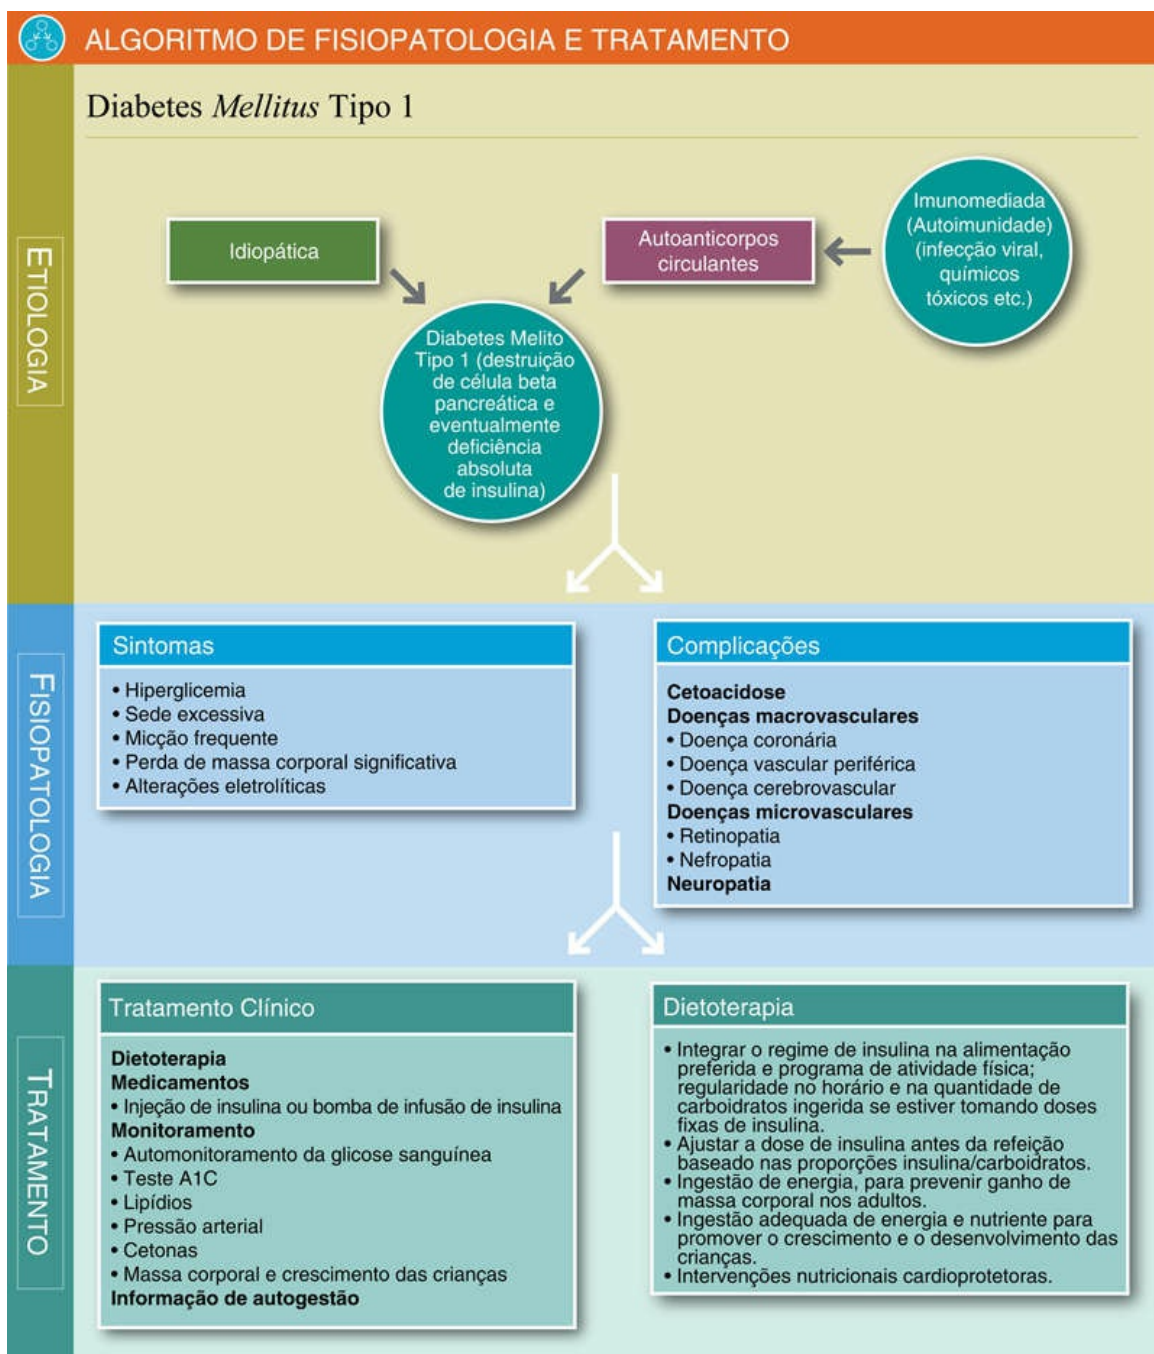 ALGORITMO DE FISIOPATOLOGIA E TRATAMENTO
ETIOLOGIA
Diabetes Mellitus Tipo 1
Idiopática
Autoanticorpos
circulantes
Imunomediada
(Autoimunidade)
(infecção viral,
químicos
tóxicos etc.)
Diabetes Melito
Tipo 1 (destruição
de célula beta
pancreática e
eventualmente
deficiência
absoluta
de insulina)
FISIOPATOLOGIA
Sintomas
• Hiperglicemia
• Sede excessiva
• Micção frequente
• Perda de massa corporal significativa
• Alterações eletrolíticas
Complicações
Cetoacidose
Doenças macrovasculares
• Doença coronária
• Doença vascular periférica
• Doença cerebrovascular
Doenças microvasculares
• Retinopatia
• Nefropatia
Neuropatia
TRATAMENTO
Tratamento Clínico
Dietoterapia
Medicamentos
• Injeção de insulina ou bomba de infusão de insulina
Monitoramento
• Automonitoramento da glicose sanguínea
• Teste A1C
• Lipídios
• Pressão arterial
• Cetonas
• Massa corporal e crescimento das crianças
Informação de autogestão
Dietoterapia
• Integrar o regime de insulina na alimentação
preferida e programa de atividade física;
regularidade no horário e na quantidade de
carboidratos ingerida se estiver tomando doses
fixas de insulina.
• Ajustar a dose de insulina antes da refeição
baseado nas proporções insulina/carboidratos.
• Ingestão de energia, para prevenir ganho de
massa corporal nos adultos.
• Ingestão adequada de energia e nutriente para
promover o crescimento e o desenvolvimento das
crianças.
• Intervenções nutricionais cardioprotetoras.